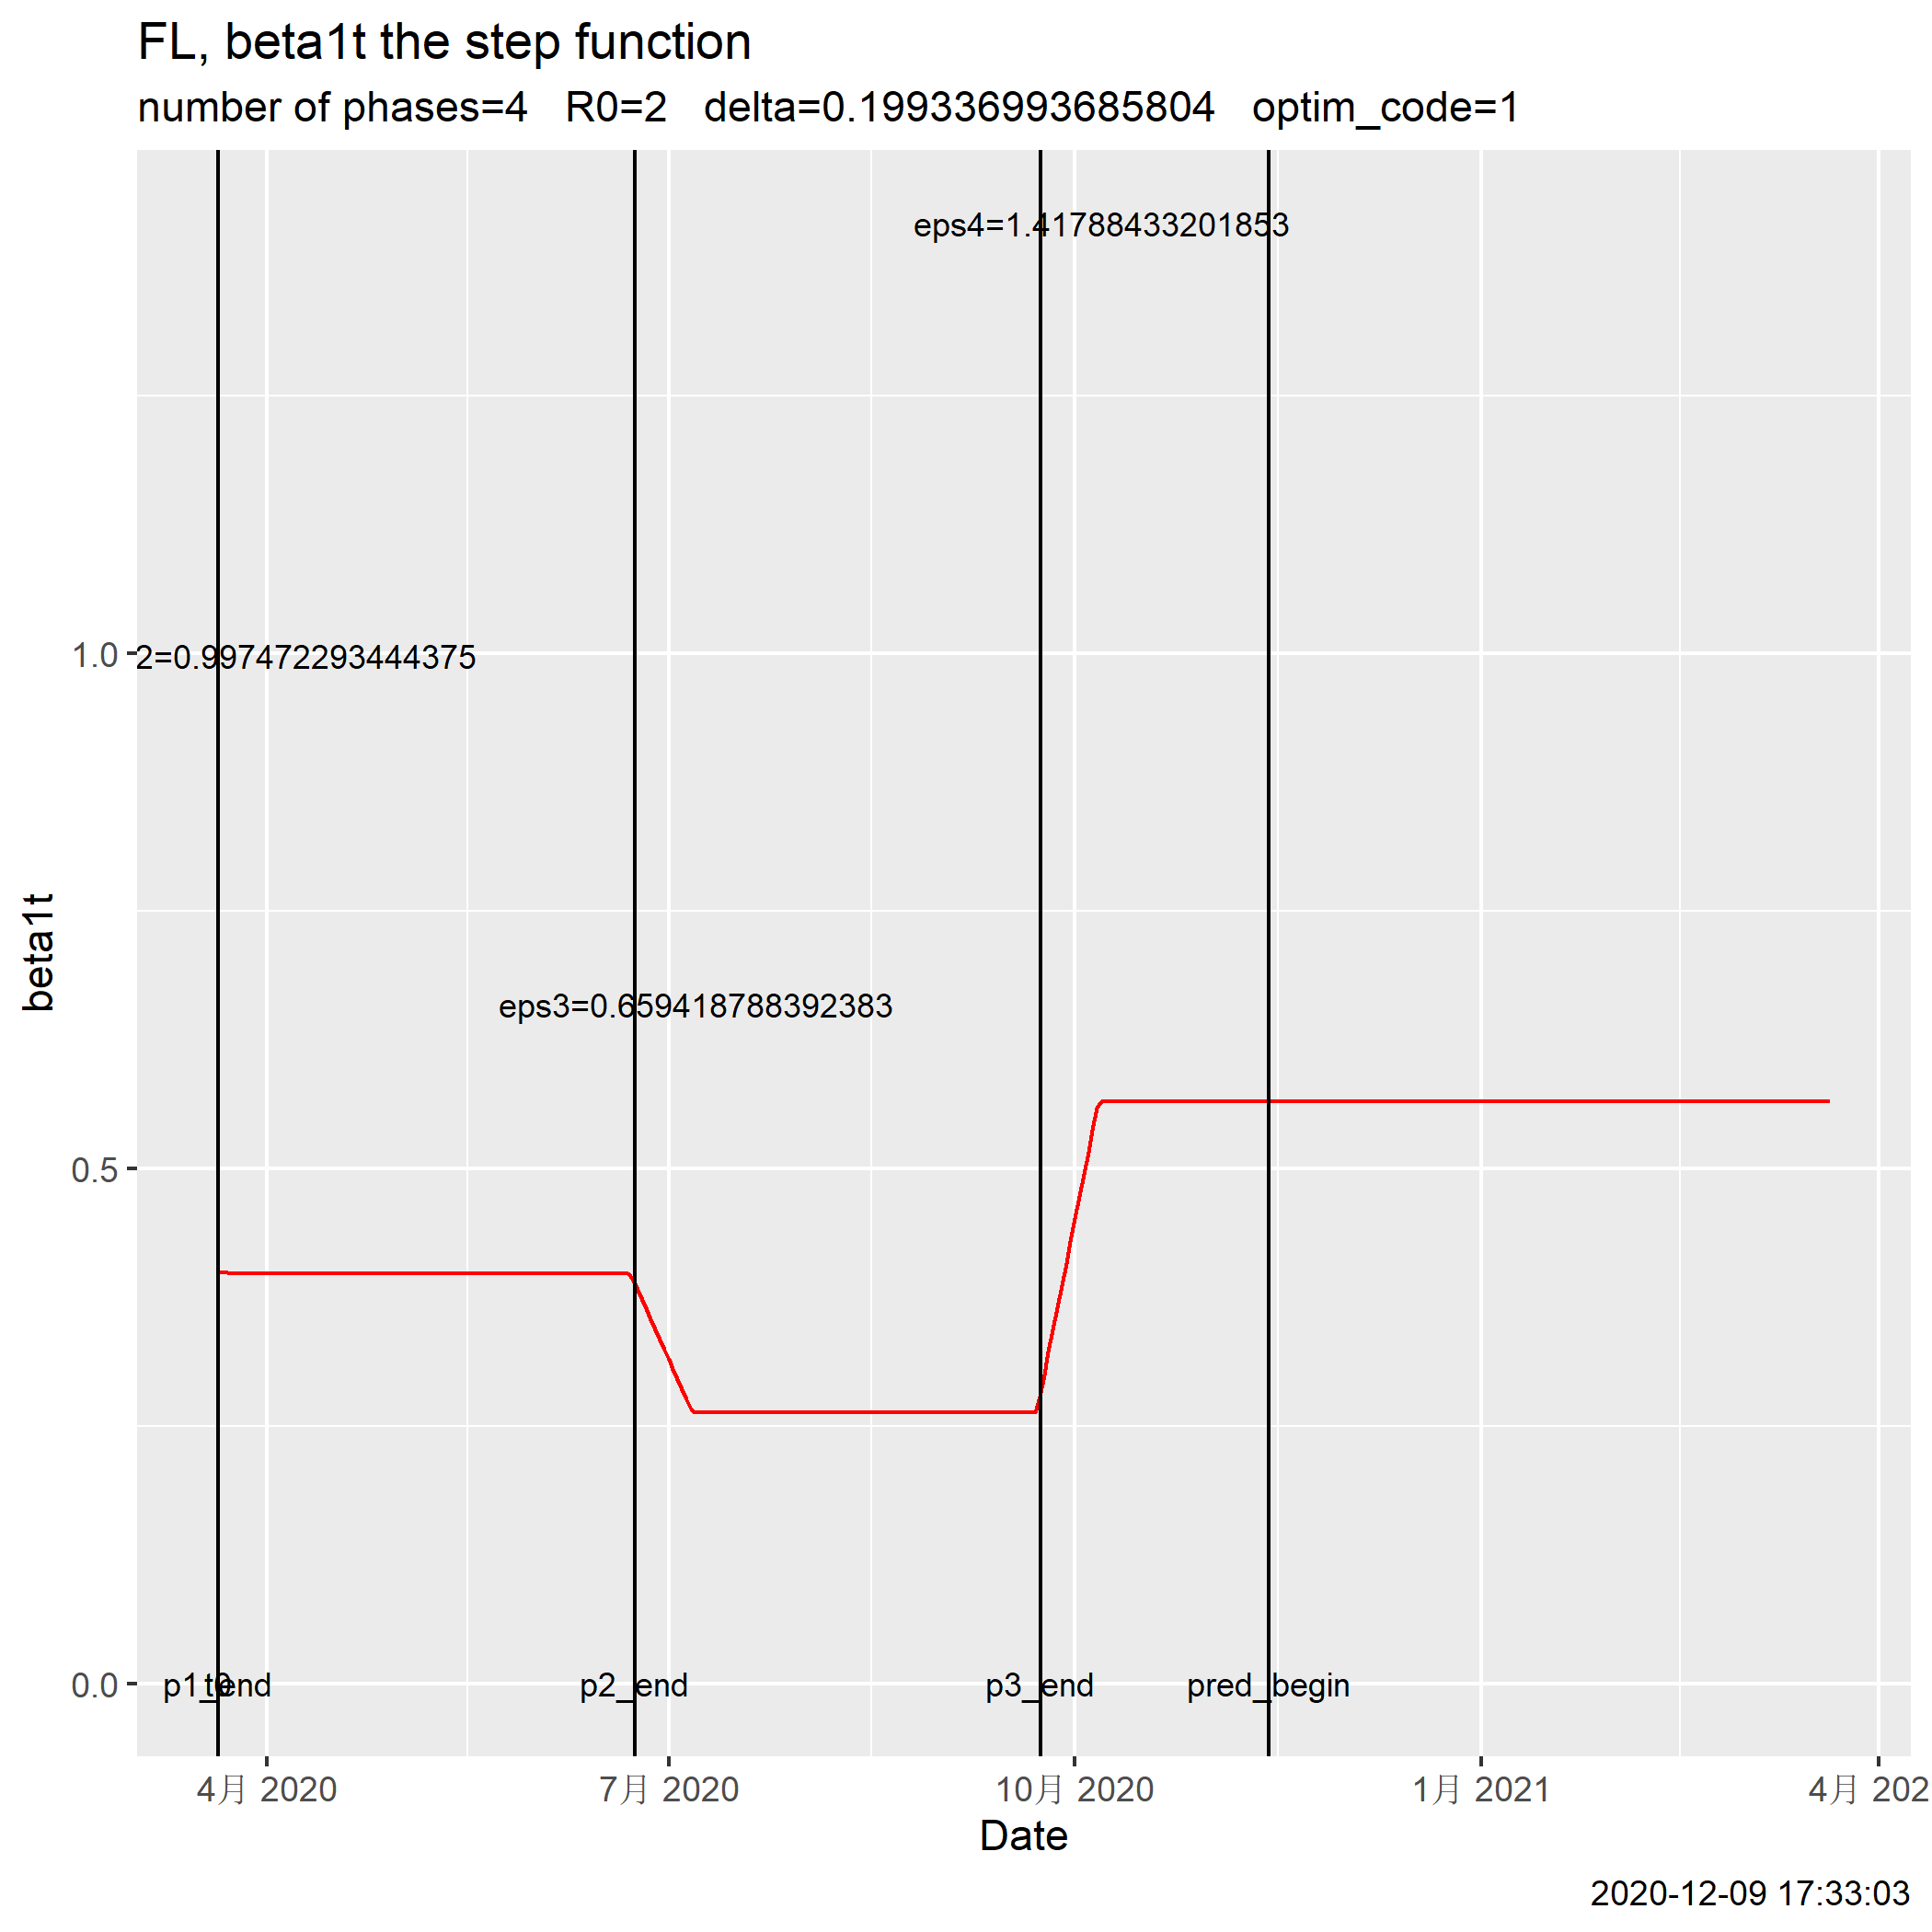 FL, beta1t the step function
number of phases=4 R0=2 delta=0.199336993685804 optim_code=1
eps4=1.41788433201853
1.0
2=0.997472293444375
beta1t
eps3=0.659418788392383
0.5
0.0
p1_end
t0
p2_end
p3_end
pred_begin
4月 2020
7月 2020
10月 2020
1月 2021
4月 202
Date
2020-12-09 17:33:03